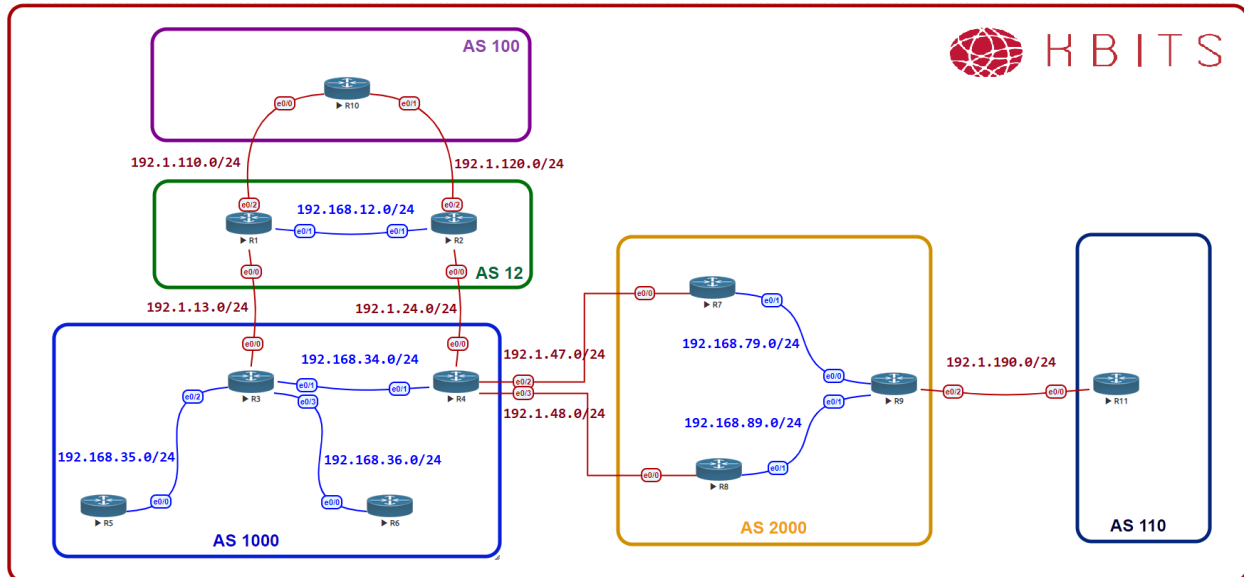 AS 100
KBITS
e0/0
e0/1
▶ R10
192.1.110.0/24
192.1.120.0/24
e0/2
e0/2
192.168.12.0/24
e0/1
e0/1
▶ R1
▶ R2
e0/0
e0/0
AS 12
192.1.13.0/24
192.1.24.0/24
e0/0
e0/0
192.168.34.0/24
e0/1
e0/1
e0/2
▶ R3
e0/3
▶ R4
192.168.35.0/24
192.168.36.0/24
e0/0
▶ R5
e0/0
▶ R6
AS 1000
192.1.47.0/24
e0/2
e0/3
192.1.48.0/24
e0/0
e0/1
▶ R7
192.168.79.0/24
e0/0
e0/1
▶ R9
e0/2
192.168.89.0/24
e0/0
e0/1
▶ R8
AS 2000
192.1.190.0/24
e0/0
▶ R11
AS 110